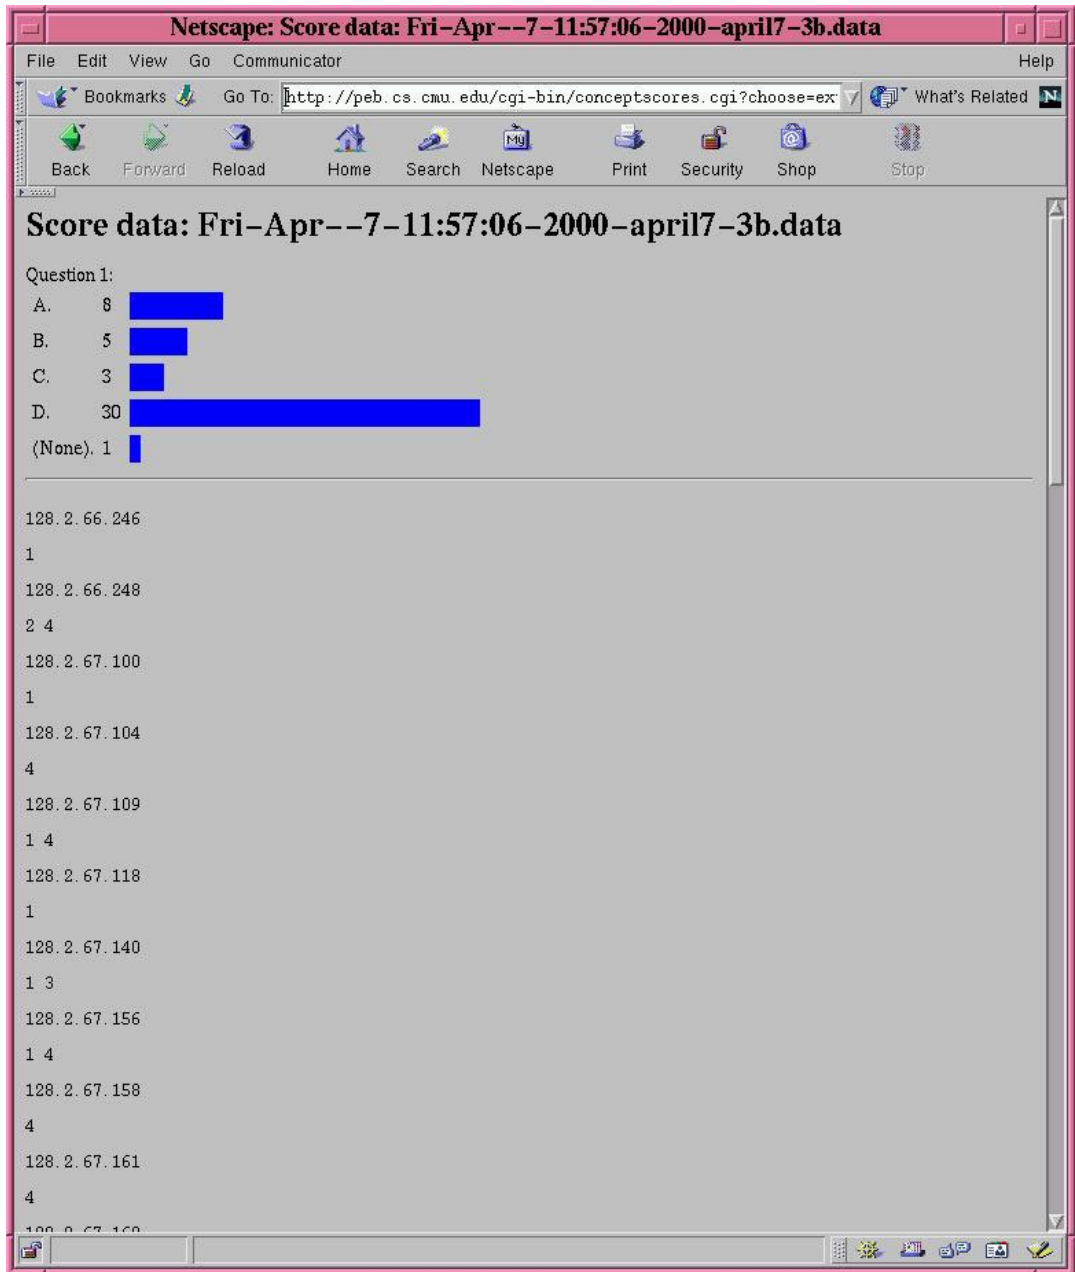 Netscape: Score data: Fri-Apr--7-11:57:06-2000-april7-3b.data
File Edit View Go Communicator Help
Bookmarks Go To: http://peb.cs.cmu.edu/cgi-bin/conceptscores.cgi?choose=ex What's Related N
My
Back Forward Reload Home Search Netscape Print Security Shop Stop
Score data: Fri-Apr--7-11:57:06-2000-april7-3b.data
Question 1:
A. 8
B. 5
C. 3
D. 30
(None). 1
128.2.66.246
1
128.2.66.248
2 4
128.2.67.100
1
128.2.67.104
4
128.2.67.109
1 4
128.2.67.118
1
128.2.67.140
1 3
128.2.67.156
1 4
128.2.67.158
4
128.2.67.161
4